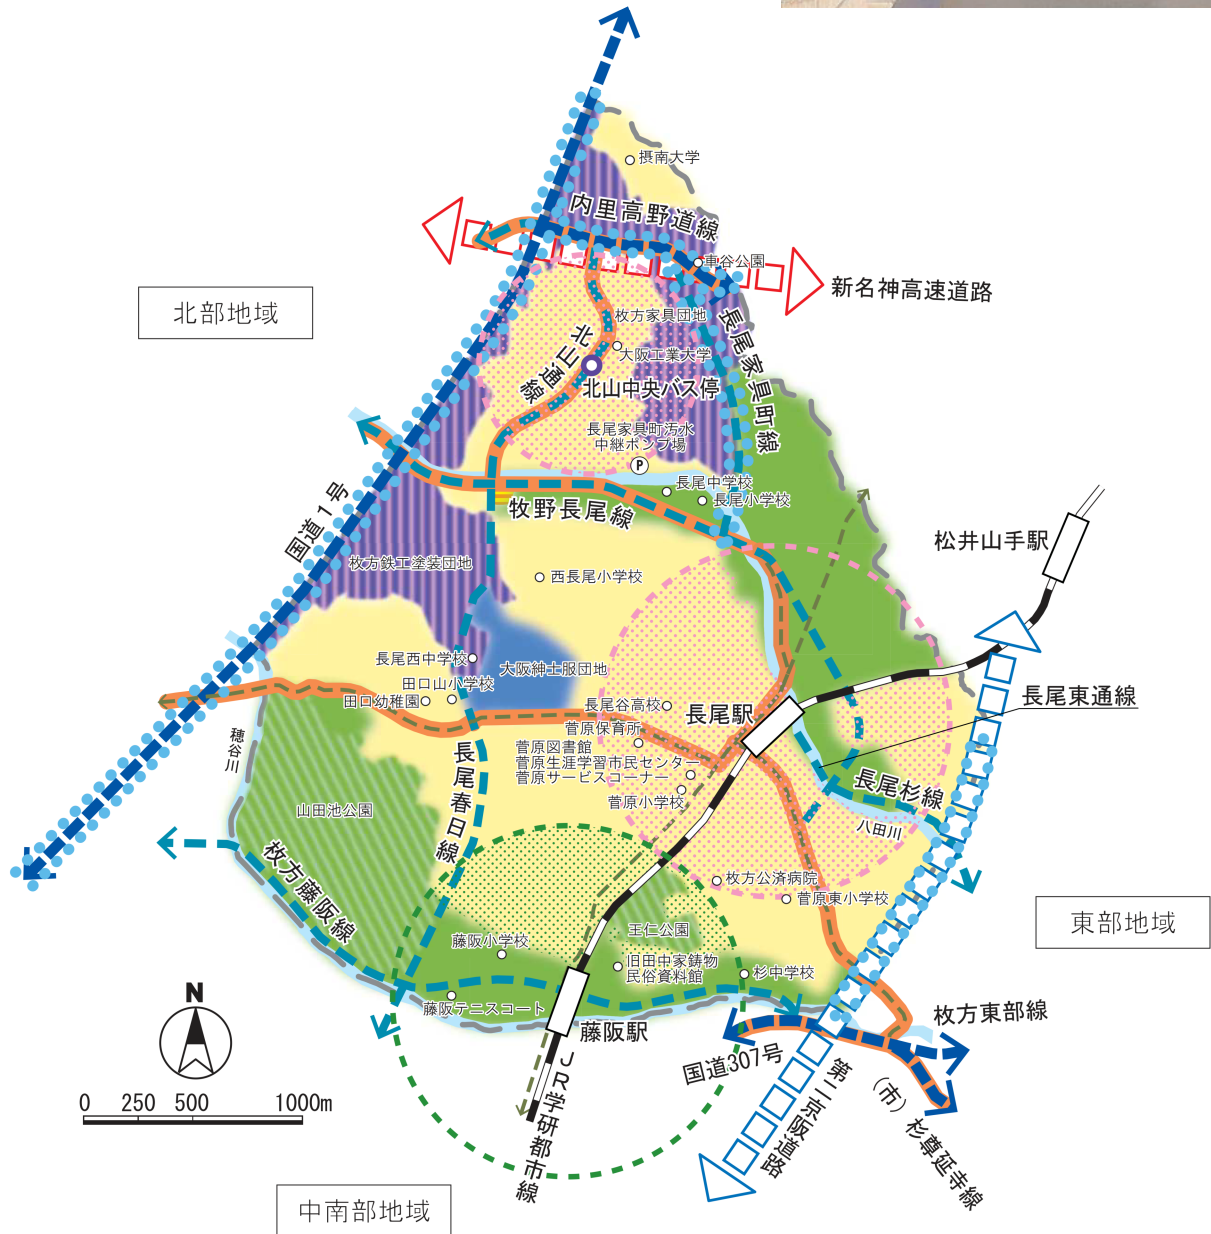 摂南大学
内里高野道線
車谷公園
新名神高速道路
北部地域
枚方家具団地
大阪工業大学
北山通線
北山中央バス停
長尾家具町線
長尾家具町汚水
中継ポンプ場
P
長尾中学校
長尾小学校
牧野長尾線
国道1号
松井山手駅
枚方鉄工塗装団地
西長尾小学校
長尾西中学校
大阪紳士服団地
田口山小学校
田口幼稚園
長尾谷高校
長尾駅
長尾東通線
菅原保育所
穂谷川
菅原図書館
菅原生涯学習市民センター
菅原サービスコーナー
長尾春日線
菅原小学校
長尾杉線
山田池公園
八田川
枚方藤阪線
枚方公済病院
菅原東小学校
東部地域
王仁公園
藤阪小学校
旧田中家鋳物
民俗資料館
杉中学校
N
藤阪テニスコート
藤阪駅
枚方東部線
国道307号
0 250 500 1000m
JR学研都市線
第二京阪道路
(市)杉尊延寺線
中南部地域